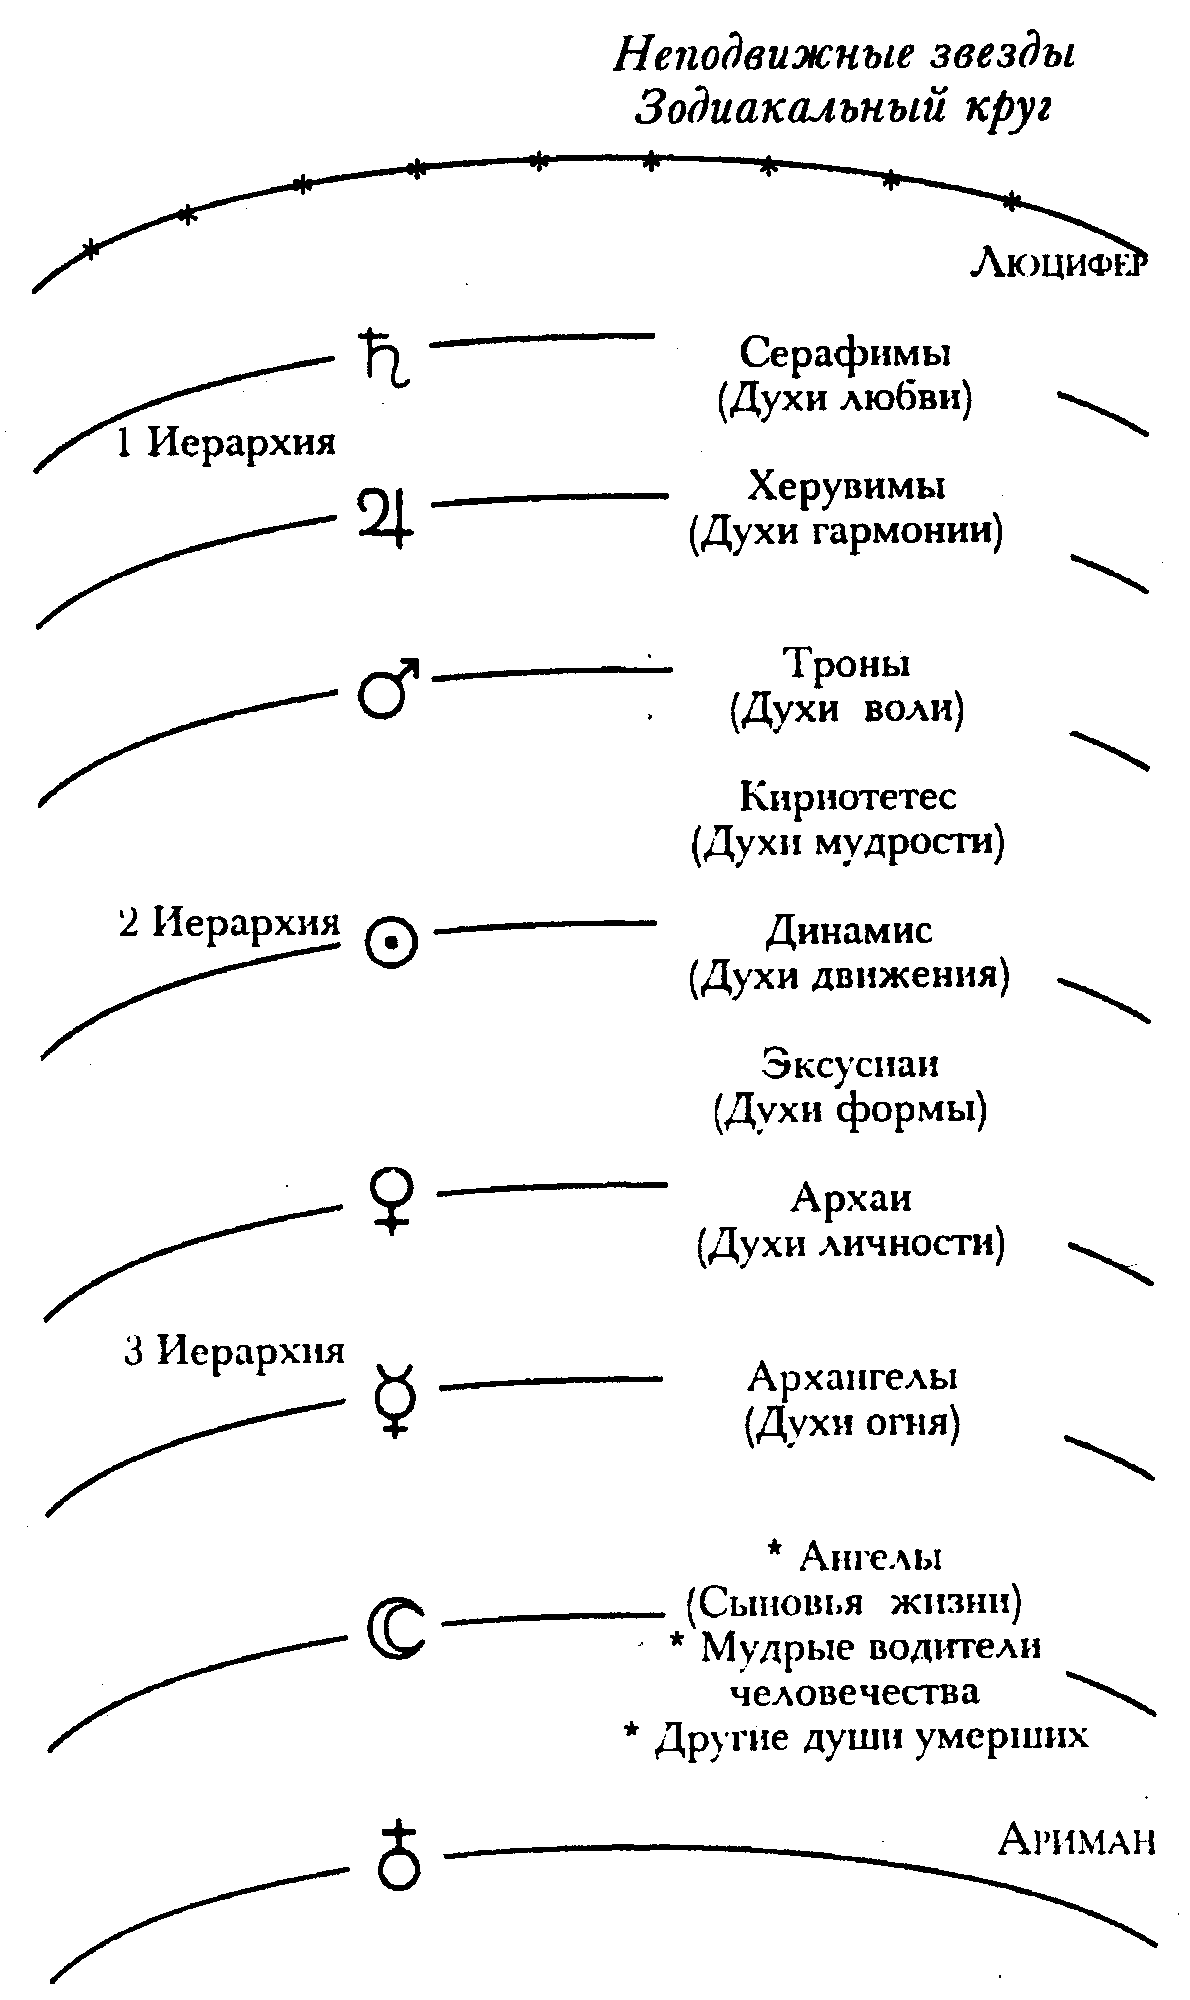 Неподвижные звезды
Зодиакальный круг
Люцифер
Серафимы
(Духи любви)
1 Иерархия
Херувимы
(Духи гармонии)
Троны
(Духи воли)
Кириотетес
(Духи мудрости)
2 Иерархия
Динамис
(Духи движения)
Эксусиаи
(Духи формы)
Архаи
(Духи личности)
3 Иерархия
Архангелы
(Духи огня)
* Ангелы
(Сыновья жизни)
* Мудрые водители
человечества
* Другие души умерших
Ариман